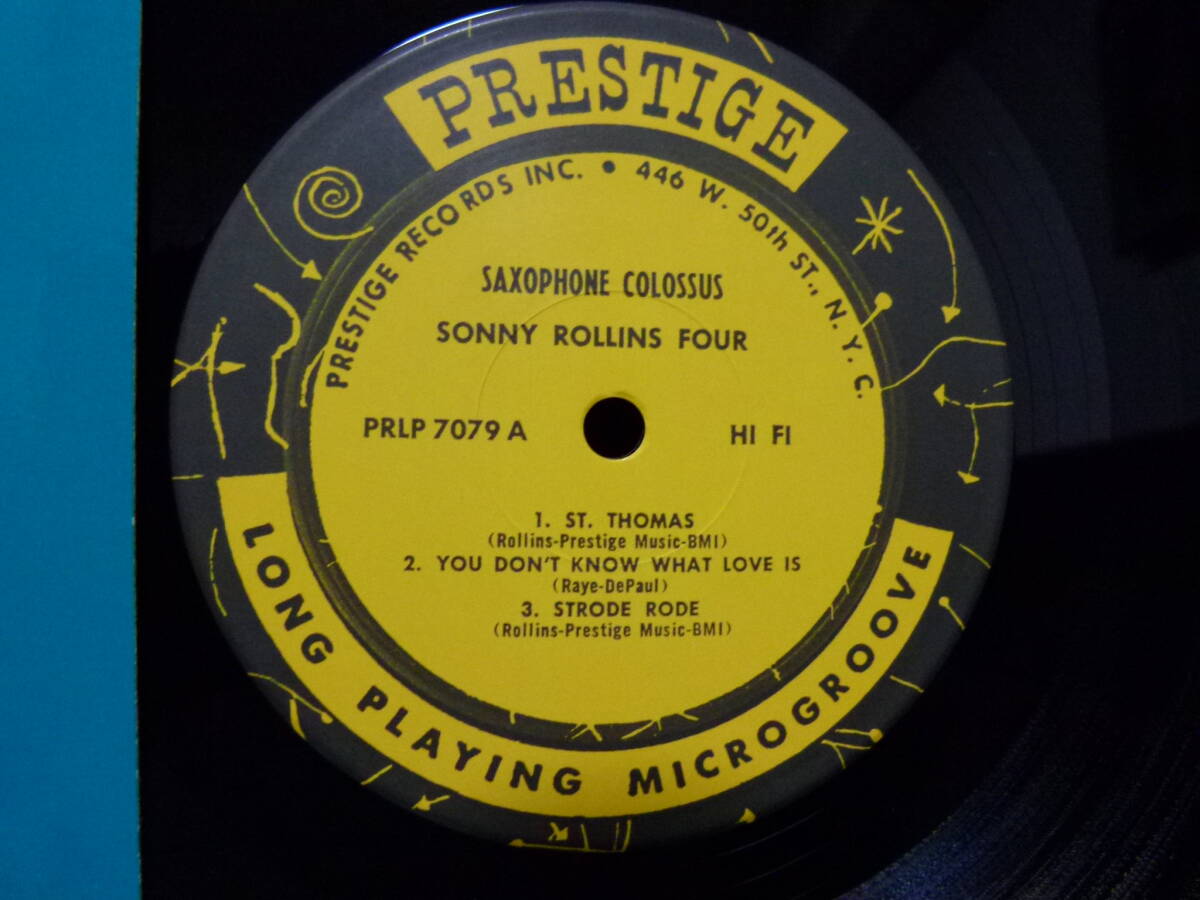 PRESTIGE
PRESTIGE RECORDS INC. • 446 W. 50th ST., N. Y. C.
SAXOPHONE COLOSSUS
SONNY ROLLINS FOUR
PRLP 7079 A HI FI
1. ST. THOMAS
(Rollins-Prestige Music-BMI)
2. YOU DON'T KNOW WHAT LOVE IS
(Raye-DePaul)
3. STRODE RODE
(Rollins-Prestige Music-BMI)
LONG PLAYING MICROGROOVE